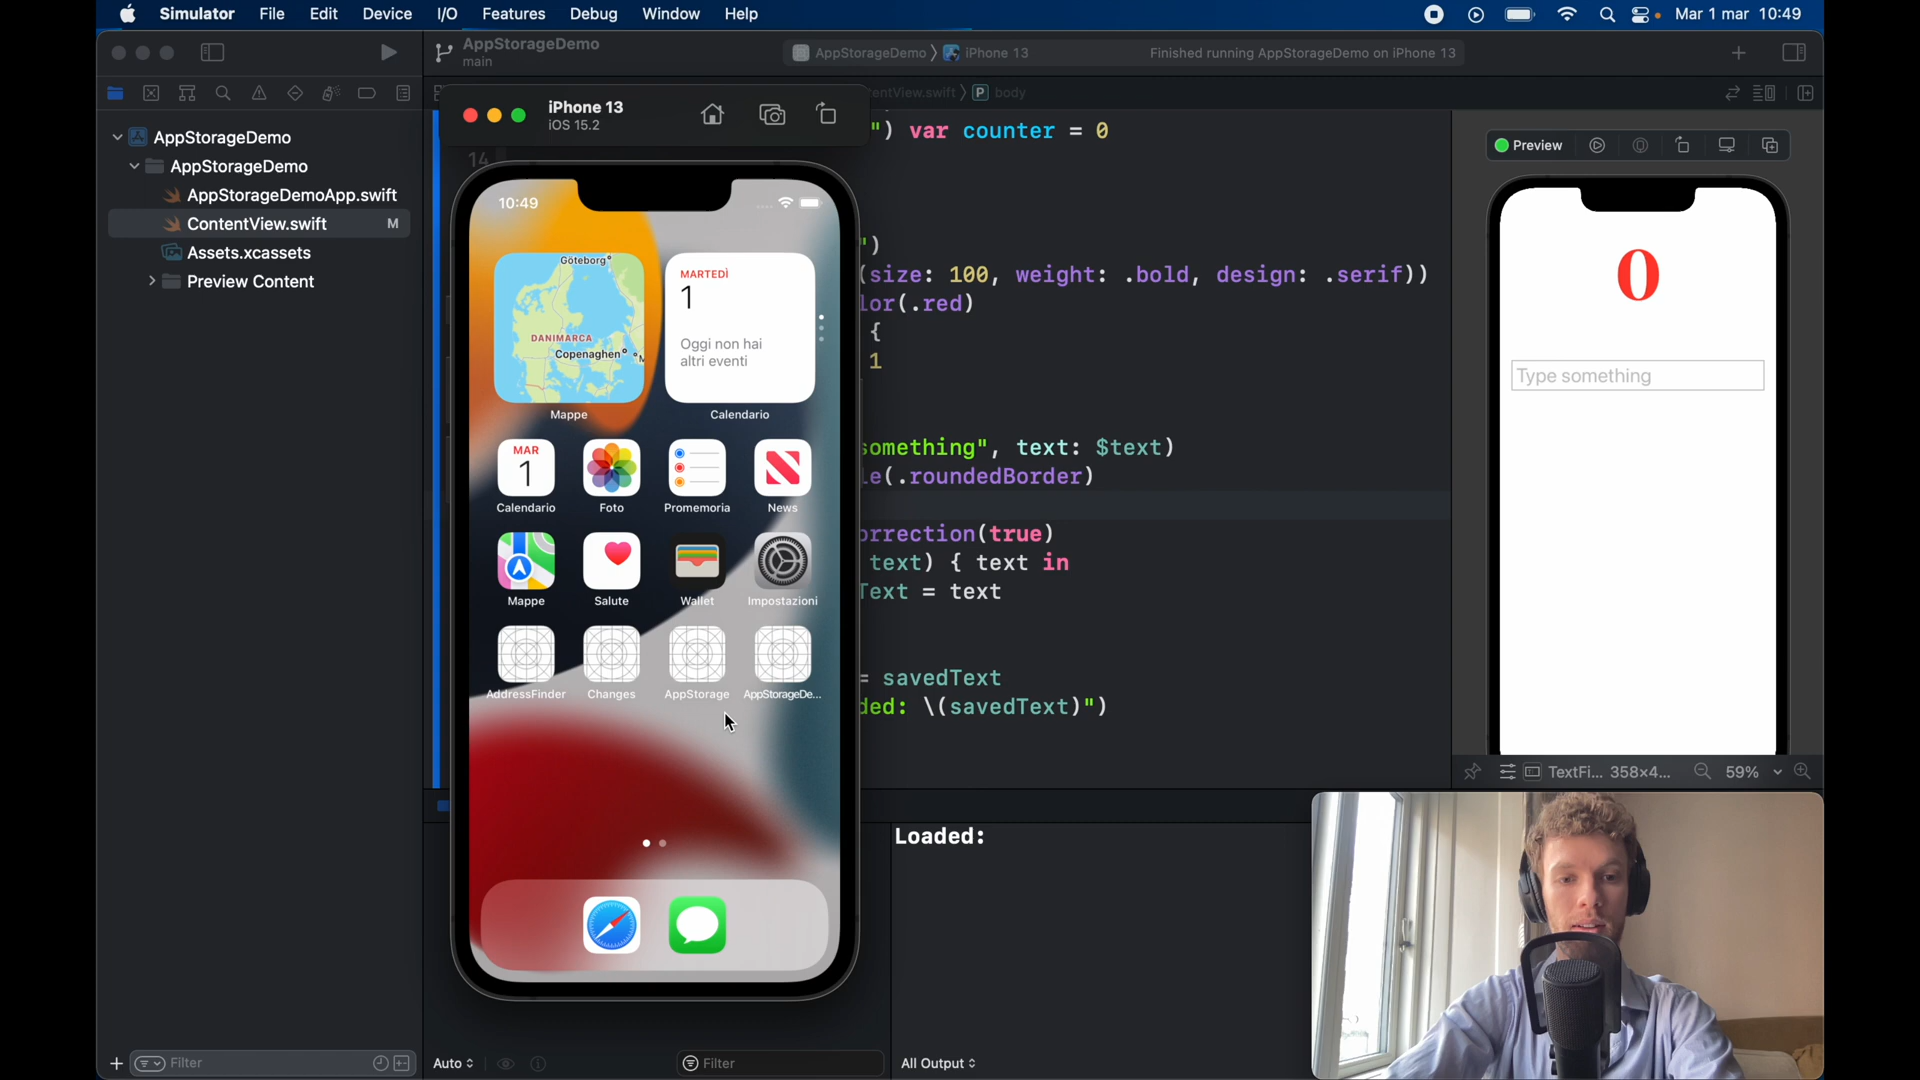 Simulator File Edit Device I/O Features Debug Window Help
Mar 1 mar 10:49
AppStorageDemo
main
AppStorageDemo
iPhone 13
Finished running AppStorageDemo on iPhone 13
AppStorageDemo
AppStorageDemo
AppStorageDemoApp.swift
ContentView.swift M
Assets.xcassets
Preview Content
Filter
iPhone 13
iOS 15.2
body
14
") var counter = 0
")
(size: 100, weight: .bold, design: .serif))
lor(.red)
{
1
something", text: $text)
le(.roundedBorder)
orrection(true)
text) { text in
Text = text
= savedText
ded: \(savedText)")
10:49
Göteborg
DANIMARCA
Copenaghen
Mappe
MARTEDÌ
1
Oggi non hai
altri eventi
Calendario
MAR
1
Calendario
Foto
Promemoria
News
Mappe
Salute
Wallet
Impostazioni
AddressFinder
Changes
AppStorage
AppStorageDe...
Preview
0
Type something
TextFi... 358×4...
59%
Loaded:
Auto
Filter
All Output